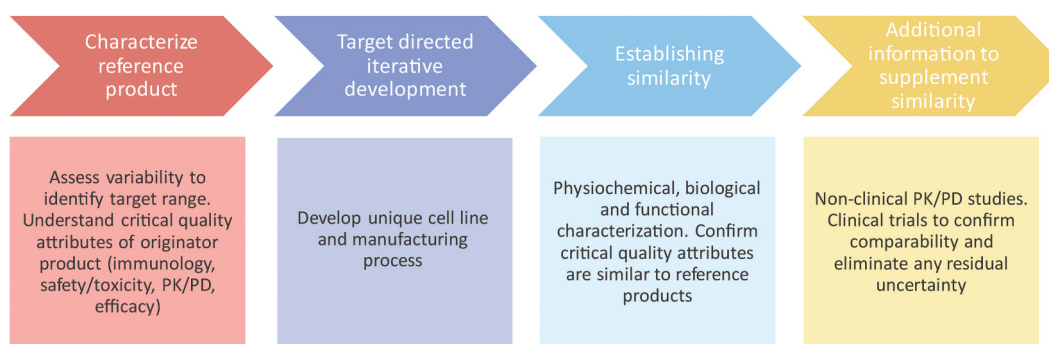 Characterize
reference
product
Target directed
iterative
development
Establishing
similarity
Additional
information to
supplement
similarity
Assess variability to
identify target range.
Understand critical quality
attributes of originator
product (immunology,
safety/toxicity, PK/PD,
efficacy)
Develop unique cell line
and manufacturing
process
Physiochemical, biological
and functional
characterization. Confirm
critical quality attributes
are similar to reference
products
Non-clinical PK/PD studies.
Clinical trials to confirm
comparability and
eliminate any residual
uncertainty